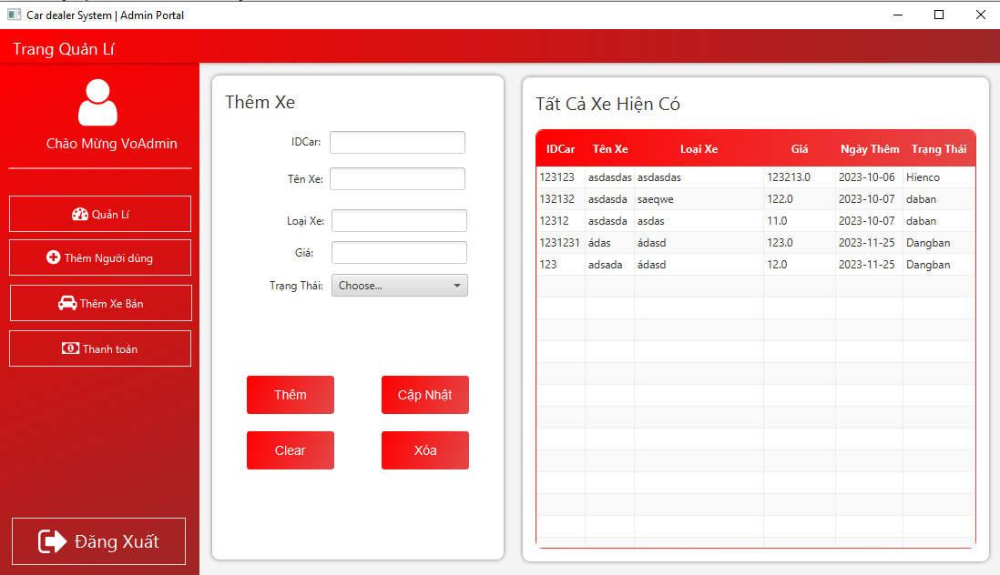 Car dealer System | Admin Portal
Trang Quản Lí
Chào Mừng VoAdmin
Quản Lí
Thêm Người dùng
Thêm Xe Bán
Thanh toán
Đăng Xuất
Thêm Xe
IDCar:
Tên Xe:
Loại Xe:
Giá:
Trạng Thái: Choose...
Thêm Cập Nhật
Clear Xóa
Tất Cả Xe Hiện Có
IDCar Tên Xe Loại Xe Giá Ngày Thêm Trạng Thái
123123 asdasdas asdasdas 123213.0 2023-10-06 Hienco
132132 asdasda saeqwe 122.0 2023-10-07 daban
12312 asdasda asdas 11.0 2023-10-07 daban
1231231 ádas ádasd 123.0 2023-11-25 Dangban
123 adsada ádasd 12.0 2023-11-25 Dangban